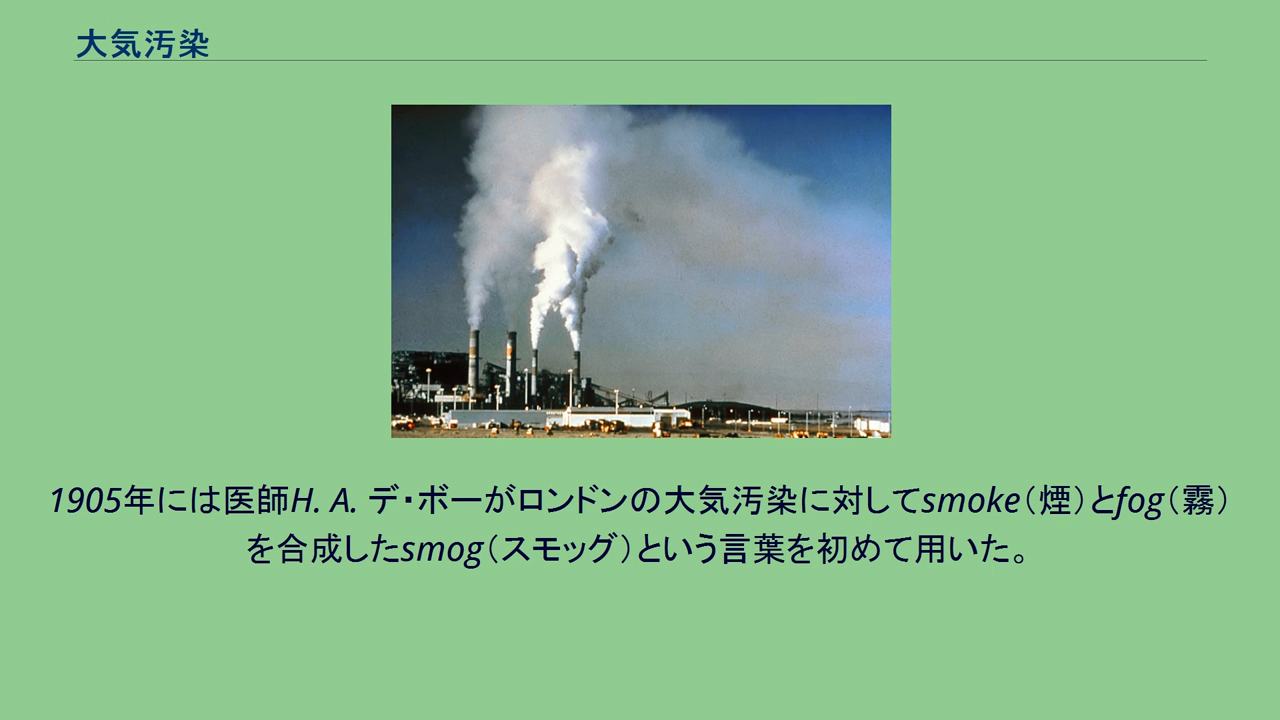 大気汚染
1905年には医師H. A. デ・ボーがロンドンの大気汚染に対してsmoke(煙)とfog(霧)
を合成したsmog(スモッグ)という言葉を初めて用いた。